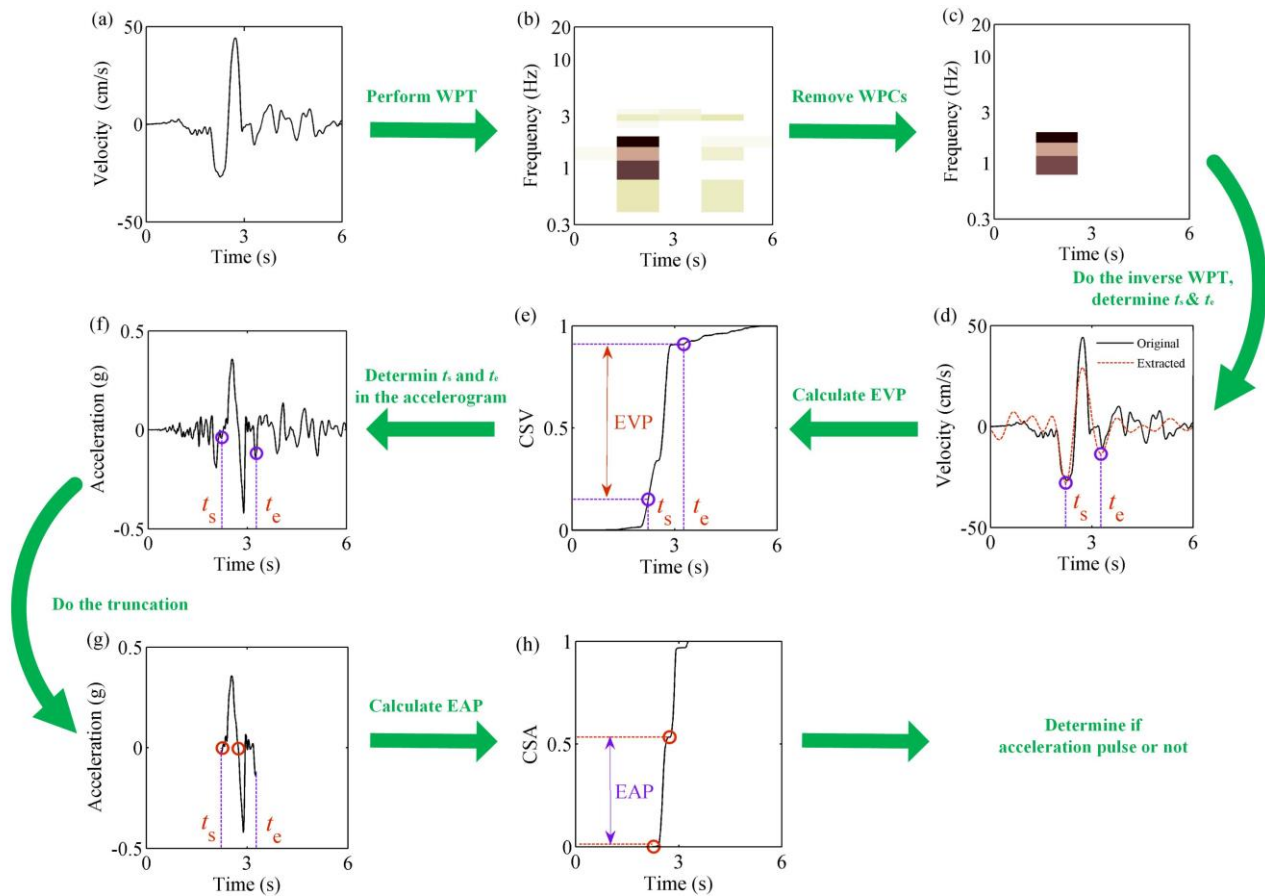 (a)
50
0
-50
Velocity (cm/s)
0
3
6
Time (s)
Perform WPT
(b)
20
10
3
1
0.3
Frequency (Hz)
0
3
6
Time (s)
Remove WPCs
(c)
20
10
3
1
0.3
Frequency (Hz)
0
3
6
Time (s)
Do the inverse WPT,
determine ts & te
(d)
50
0
-50
Velocity (cm/s)
Original
Extracted
ts
te
0
3
6
Time (s)
Calculate EVP
(e)
1
0.5
0
CSV
EVP
ts
te
0
3
6
Time (s)
Determin ts and te
in the accelerogram
(f)
0.5
0
-0.5
Acceleration (g)
ts
te
0
3
6
Time (s)
Do the truncation
(g)
0.5
0
-0.5
Acceleration (g)
ts
te
0
3
6
Time (s)
Calculate EAP
(h)
1
0.5
0
CSA
EAP
0
3
6
Time (s)
Determine if
acceleration pulse or not